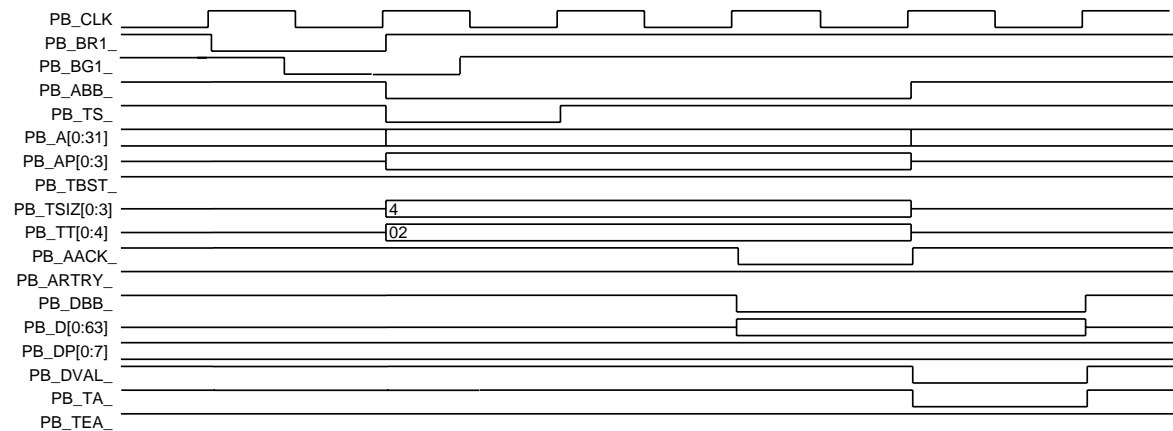 PB_CLK
PB_BR1_
PB_BG1_
PB_ABB_
PB_TS_
PB_A[0:31]
PB_AP[0:3]
PB_TBST_
PB_TSIZ[0:3] 4
PB_TT[0:4] 02
PB_AACK_
PB_ARTRY_
PB_DBB_
PB_D[0:63]
PB_DP[0:7]
PB_DVAL_
PB_TA_
PB_TEA_